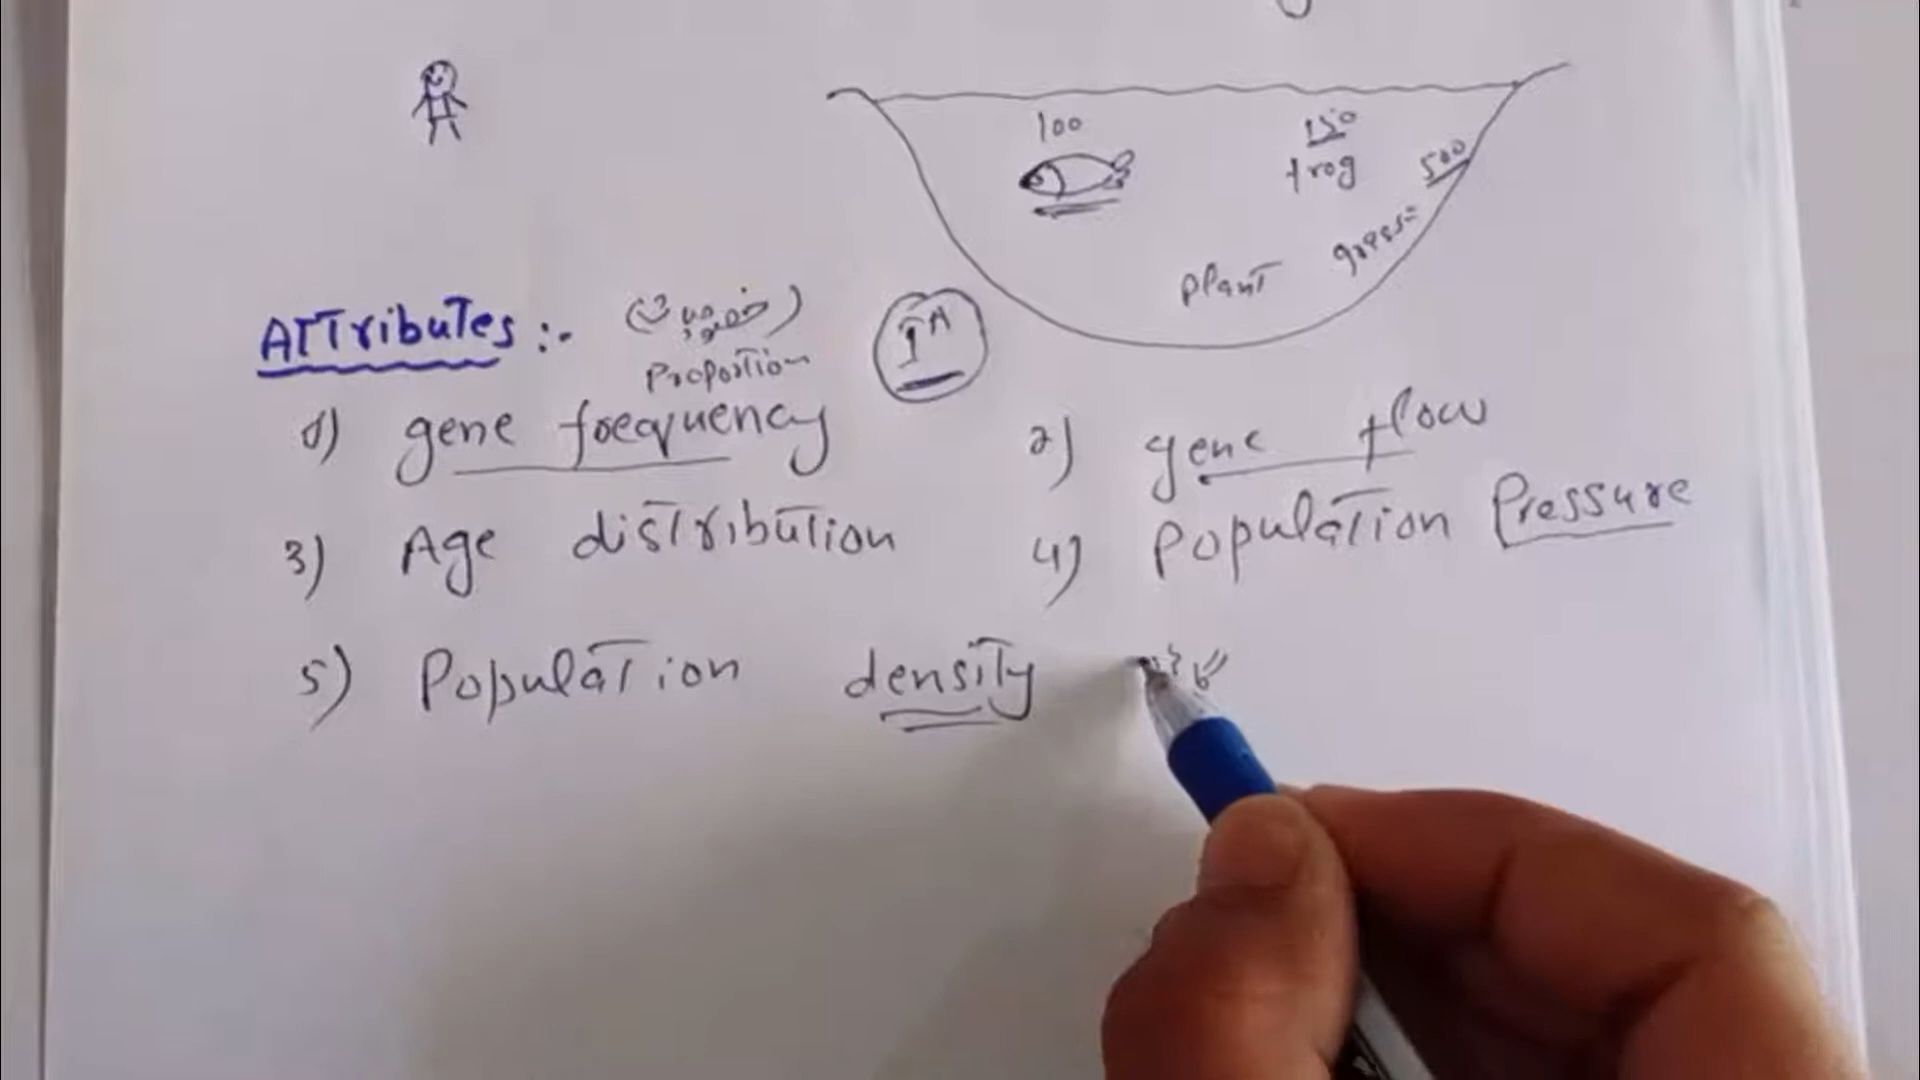 100
150
frog
500
grass=
plant
Attributes :-
Proportion
I^A
1) gene frequency
2) gene flow
3) Age distribution
4) Population Pressure
5) Population density